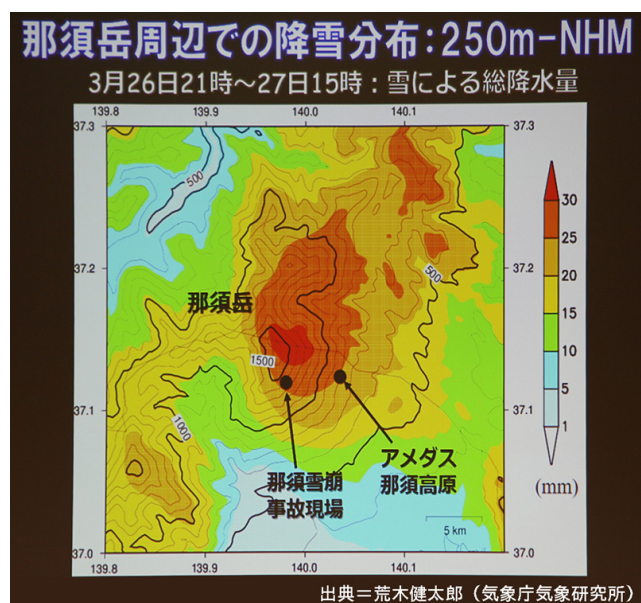 那須岳周辺での降雪分布：250m-NHM
3月26日21時～27日15時：雪による総降水量
139.8 139.9 140.0 140.1
37.3 37.3
500
37.2 37.2
500
那須岳
1500
37.1 37.1
1000
アメダス
那須高原
那須雪崩
事故現場
5 km
37.0 37.0
139.8 139.9 140.0 140.1
30
25
20
15
10
5
1
(mm)
出典＝荒木健太郎（気象庁気象研究所）